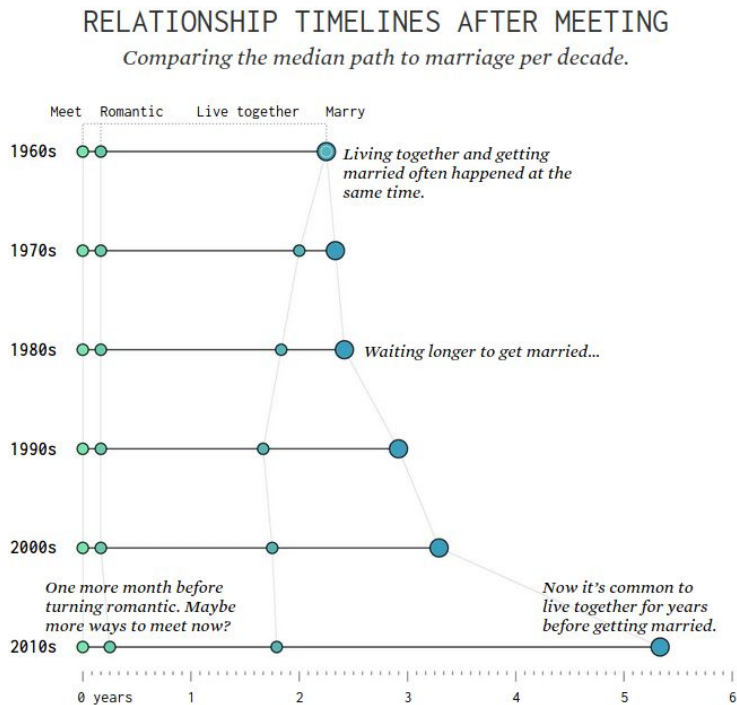 RELATIONSHIP TIMELINES AFTER MEETING
Comparing the median path to marriage per decade.
Meet Romantic Live together Marry
1960s
Living together and getting
married often happened at the
same time.
1970s
1980s
Waiting longer to get married...
1990s
2000s
One more month before
turning romantic. Maybe
more ways to meet now?
Now it’s common to
live together for years
before getting married.
2010s
0 years 1 2 3 4 5 6